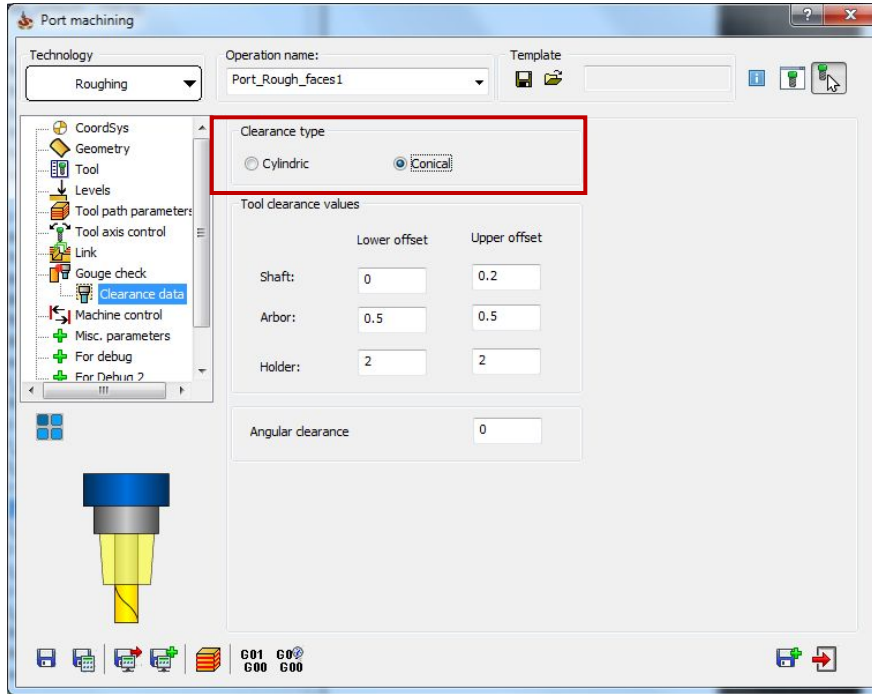 Port machining
Technology
Roughing
Operation name:
Port_Rough_faces1
Template
CoordSys
Geometry
Tool
Levels
Tool path parameters
Tool axis control
Link
Gouge check
Clearance data
Machine control
Misc. parameters
For debug
For Debug 2
Clearance type
Cylindric Conical
Tool clearance values
Lower offset Upper offset
Shaft: 0 0.2
Arbor: 0.5 0.5
Holder: 2 2
Angular clearance 0
G01 G0
G00 G00